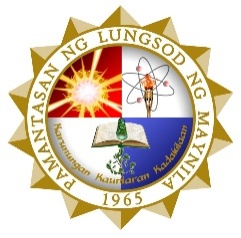 PAMANTASAN NG LUNGSOD NG MAYNILA
Karunungan Kaunlaran Kadakilaan
1965